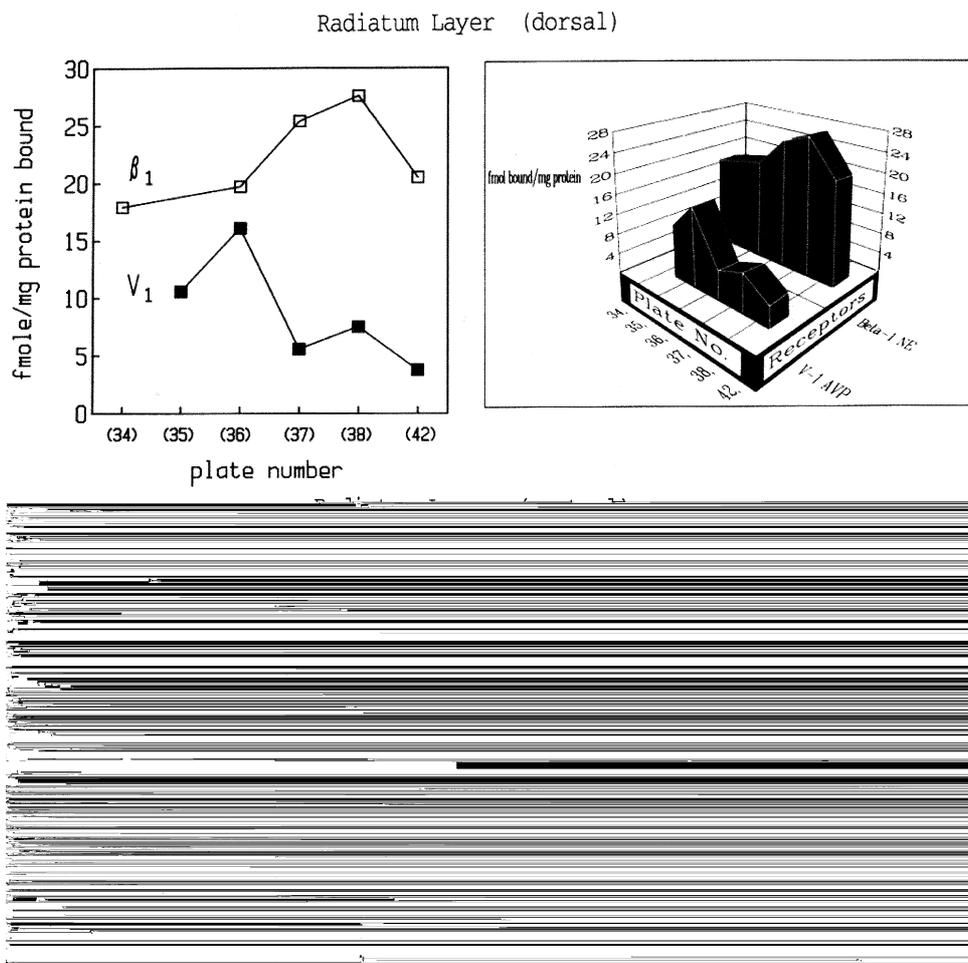 Radiatum Layer (dorsal)
fmole/mg protein bound
30
25
20
15
10
5
0
β1
V1
(34) (35) (36) (37) (38) (42)
plate number
fmol bound/mg protein
28
24
20
16
12
8
4
28
24
20
16
12
8
4
Plate No.
Receptors
34.
35.
36.
37.
38.
42.
V-1 AVP
Beta-1 NE